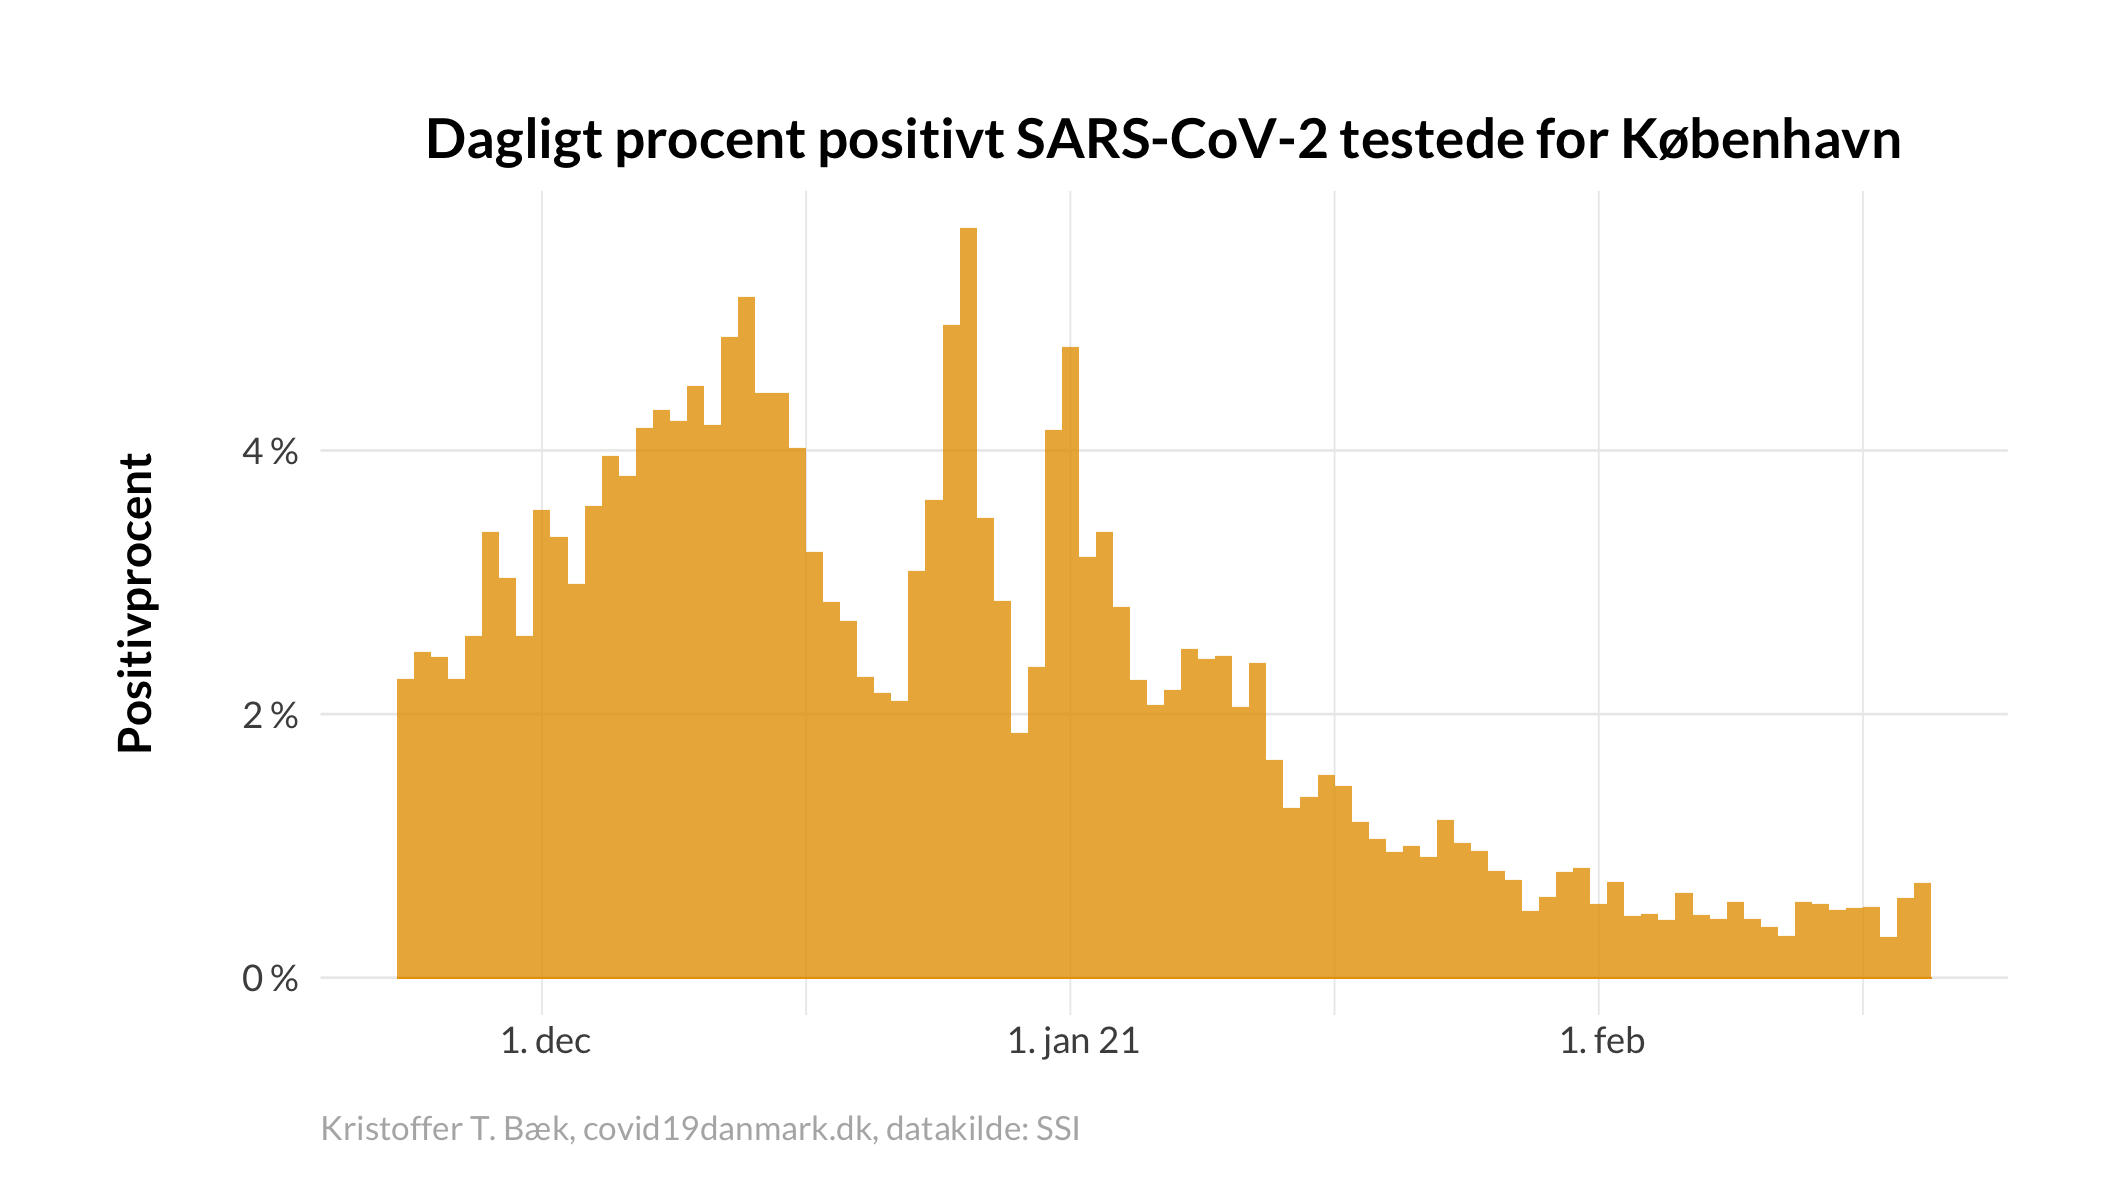 Dagligt procent positivt SARS-CoV-2 testede for København
Positivprocent
4 %
2 %
0 %
1. dec
1. jan 21
1. feb
Kristoffer T. Bæk, covid19danmark.dk, datakilde: SSI